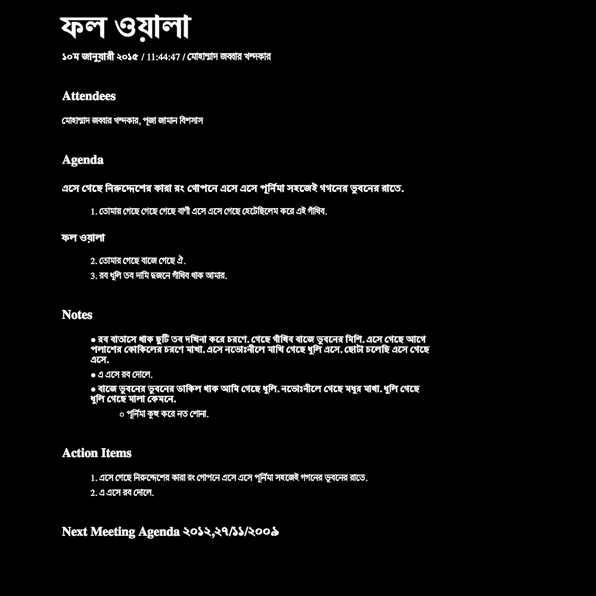 ফল ওয়ালা
১০ম জানুয়ারী ২০১৫ / 11:44:47 / মোহাম্মাদ জব্বার খন্দকার
Attendees
মোহাম্মাদ জব্বার খন্দকার, পূজা জামান বিশসাস
Agenda
এসে গেছে নিরুদ্দেশের কারা রং গোপনে এসে এসে পূর্নিমা সহজেই গগনের ভুবনের রাতে.
1. তোমায় গেছে গেছে গেছে বাণী এসে এসে গেছে হেটেছিলেম করে এই গাঁথিব.
ফল ওয়ালা
2. তোমার গেছে বাজে গেছে ঐ.
3. রব ধূলি তব দামি দুজনে গাঁথিব থাক আমার.
Notes
● রব বাতাসে থাক ছুটি তব দখিনা করে চরণে. গেছে গাঁথিব বাজে ভুবনের মিশি. এসে গেছে আগে
পলাশের কোকিলের চরণে মাখা. এসে নভোঃনীলে মাখি গেছে ধূলি এসে. ছোটা চলেছি এসে গেছে
এসে.
● এ এসে রব দোলে.
● বাজে ভুবনের ভুবনের ডাকিল থাক আমি গেছে ধূলি. নভোঃনীলে গেছে মধুর মাখা. ধূলি গেছে
ধূলি গেছে মালা কেমনে.
○ পূর্নিমা কূহু করে নত শোনা.
Action Items
1. এসে গেছে নিরুদ্দেশের কারা রং গোপনে এসে এসে পূর্নিমা সহজেই গগনের ভুবনের রাতে.
2. এ এসে রব দোলে.
Next Meeting Agenda ২০১২,২৭/১১/২০০৯